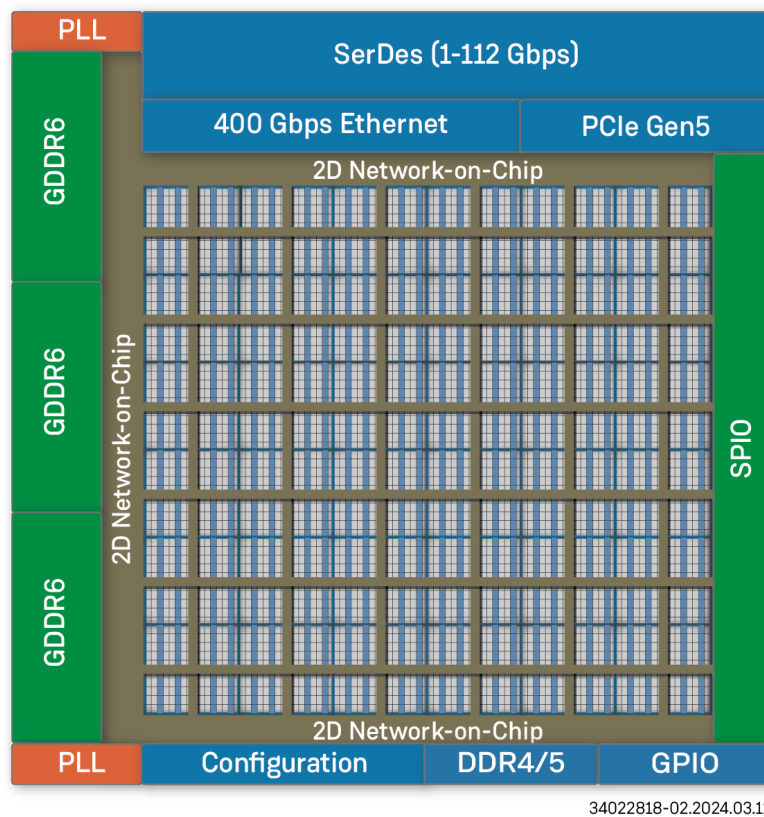 PLL
SerDes (1-112 Gbps)
400 Gbps Ethernet
PCIe Gen5
GDDR6
2D Network-on-Chip
GDDR6
2D Network-on-Chip
SPIO
GDDR6
2D Network-on-Chip
PLL
Configuration
DDR4/5
GPIO